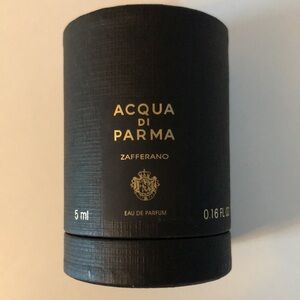 ACQUA
DI
PARMA
ZAFFERANO
5 ml
EAU DE PARFUM
0.16 FL OZ